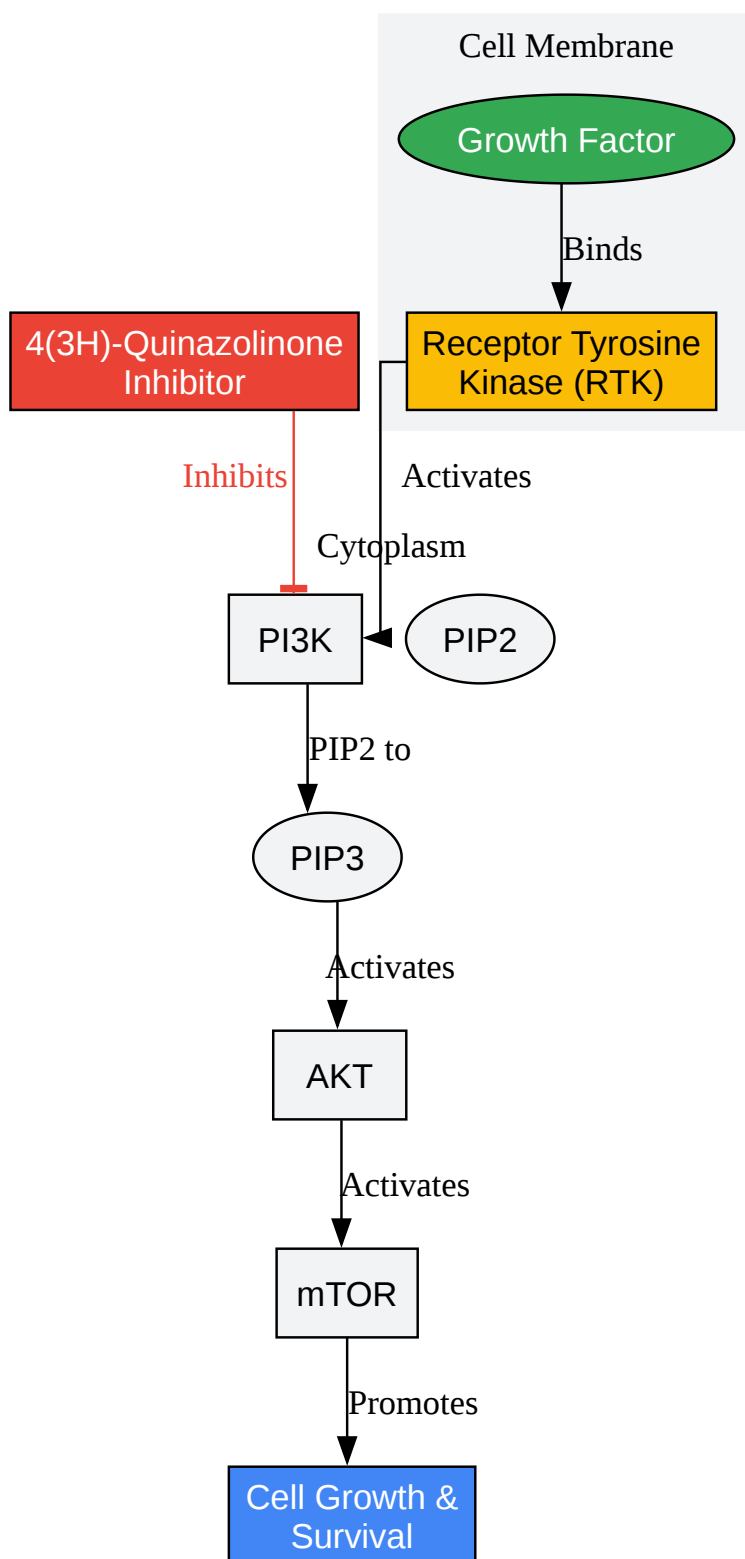 Cell Membrane
Growth Factor
Binds
4(3H)-Quinazolinone
Inhibitor
Receptor Tyrosine
Kinase (RTK)
Inhibits
Activates
Cytoplasm
PI3K
PIP2
PIP2 to
PIP3
Activates
AKT
Activates
mTOR
Promotes
Cell Growth &
Survival